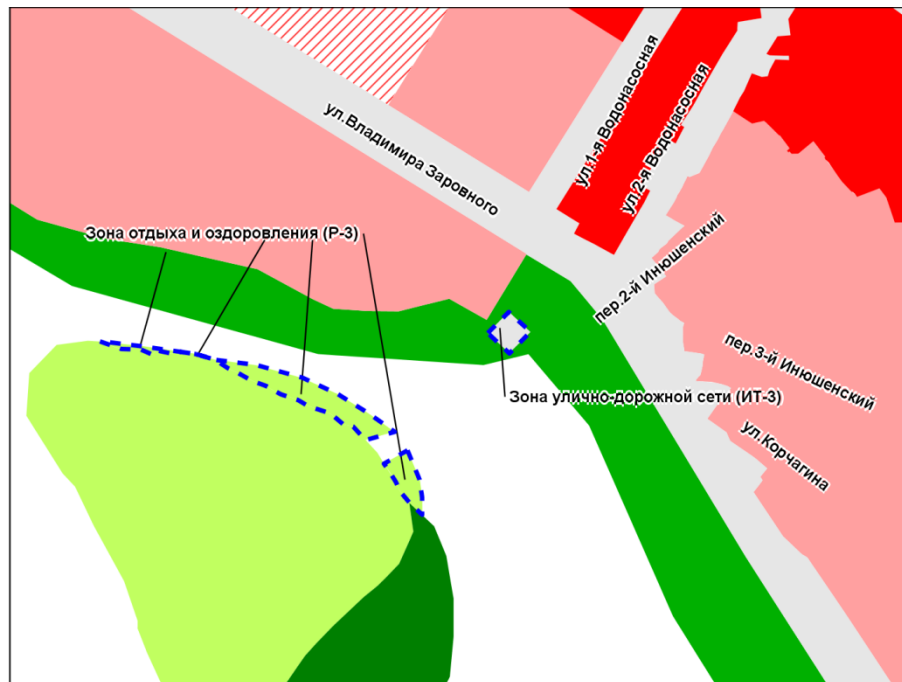 ул.1-я Водонасосная
ул.2-я Водонасосная
ул.Владимира Заровного
Зона отдыха и оздоровления (Р-3)
пер.2-й Инюшенский
пер.3-й Инюшенский
Зона улично-дорожной сети (ИТ-3)
ул.Корчагина